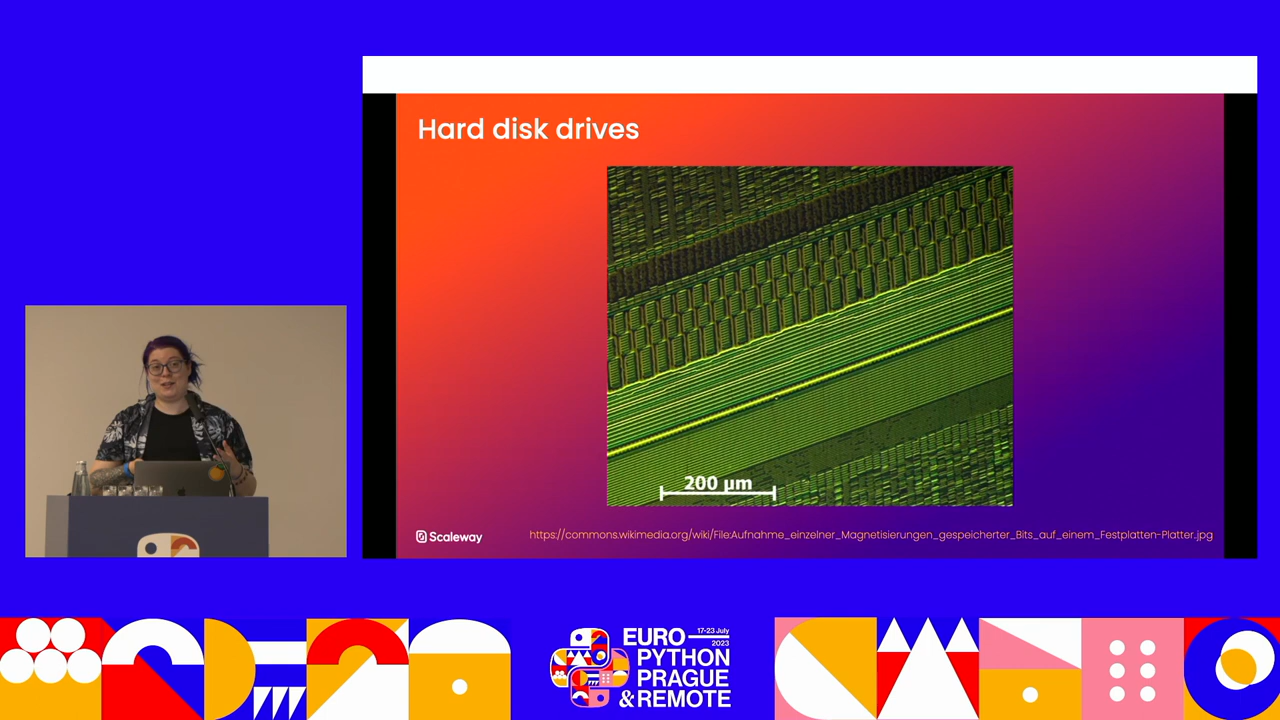 Hard disk drives
200 µm
Scaleway
https://commons.wikimedia.org/wiki/File:Aufnahme_einzelner_Magnetisierungen_gespeicherter_Bits_auf_einem_Festplatten-Platter.jpg
EURO
17-23 July
2023
PYTHON
PRAGUE
&REMOTE